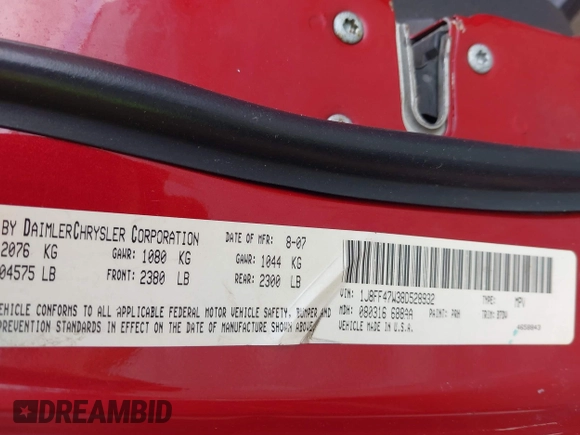 BY DAIMLERCHRYSLER CORPORATION DATE OF MFR: 8-07
2076 KG GAWR: 1080 KG GAWR: 1044 KG
04575 LB FRONT: 2380 LB REAR: 2300 LB
VEHICLE CONFORMS TO ALL APPLICABLE FEDERAL MOTOR VEHICLE SAFETY, BUMPER AND
PREVENTION STANDARDS IN EFFECT ON THE DATE OF MANUFACTURE SHOWN ABOVE.
VIN: 1J8FF47W38D528932 TYPE: MPV
MDH: 080316 688AA PAINT: PRH TRIM:
VEHICLE MADE IN U.S.A.
DREAMBID